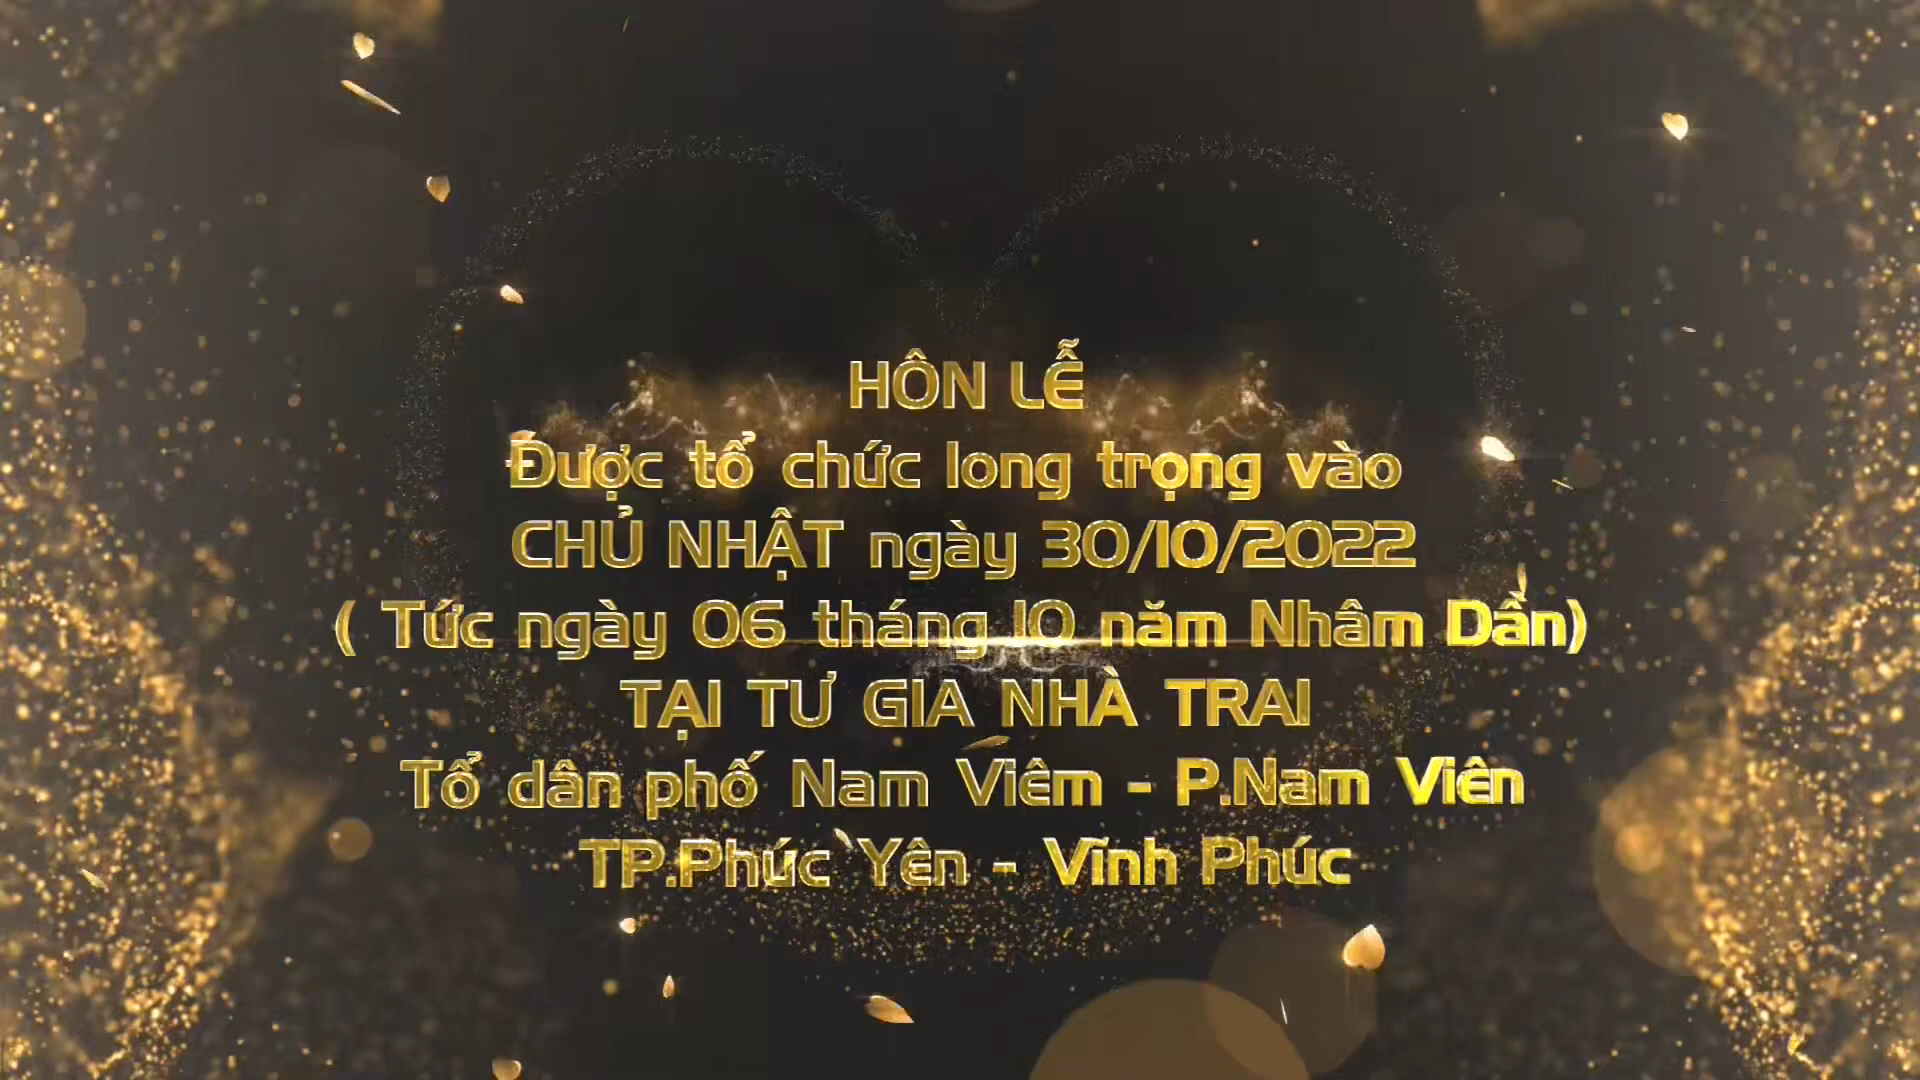 HÔN LỄ
Được tổ chức long trọng vào
CHỦ NHẬT ngày 30/10/2022
( Tức ngày 06 tháng 10 năm Nhâm Dần)
TẠI TƯ GIA NHÀ TRAI
Tổ dân phố Nam Viêm - P.Nam Viên
TP.Phúc Yên - Vĩnh Phúc